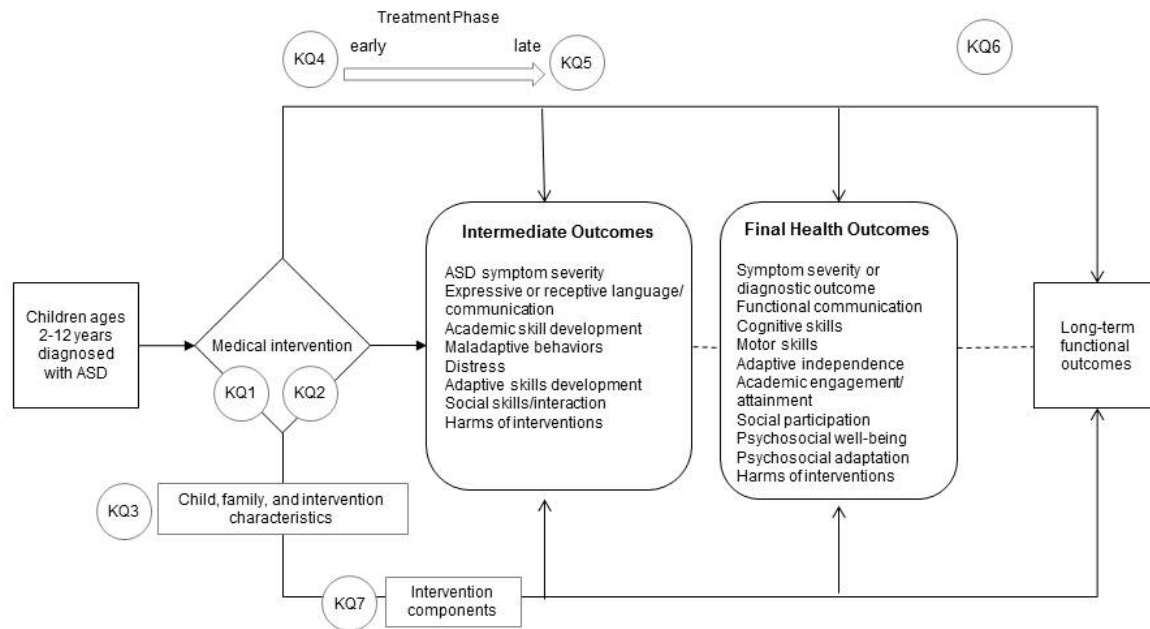 Treatment Phase
early
late
KQ4
KQ5
KQ6
Children ages
2-12 years
diagnosed
with ASD
Medical intervention
KQ1
KQ2
Intermediate Outcomes
ASD symptom severity
Expressive or receptive language/
communication
Academic skill development
Maladaptive behaviors
Distress
Adaptive skills development
Social skills/interaction
Harms of interventions
Final Health Outcomes
Symptom severity or
diagnostic outcome
Functional communication
Cognitive skills
Motor skills
Adaptive independence
Academic engagement/
attainment
Social participation
Psychosocial well-being
Psychosocial adaptation
Harms of interventions
Long-term
functional
outcomes
KQ3
Child, family, and intervention
characteristics
KQ7
Intervention
components